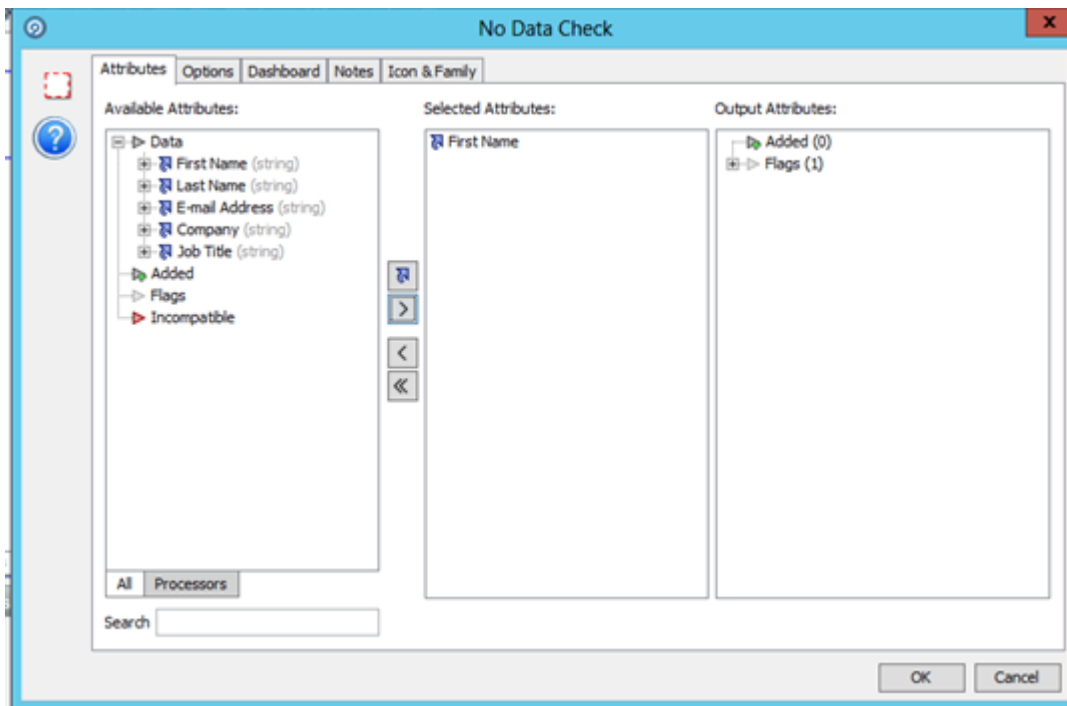 No Data Check
x
Attributes Options Dashboard Notes Icon & Family
Available Attributes:
Selected Attributes:
Output Attributes:
Data
First Name (string)
Last Name (string)
E-mail Address (string)
Company (string)
Job Title (string)
Added
Flags
Incompatible
First Name
Added (0)
Flags (1)
All Processors
Search
OK Cancel